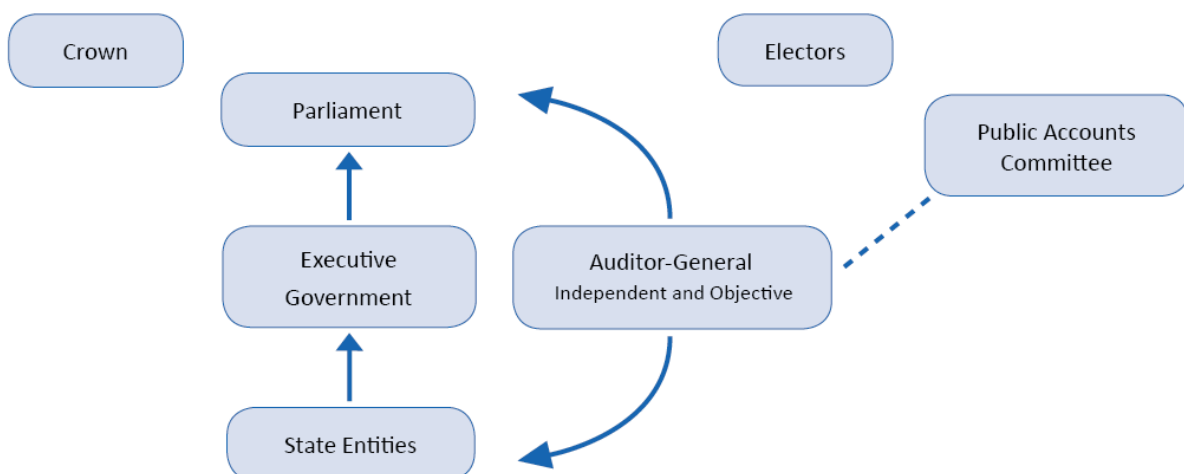 Crown
Electors
Parliament
Public Accounts
Committee
Executive
Government
Auditor-General
Independent and Objective
State Entities